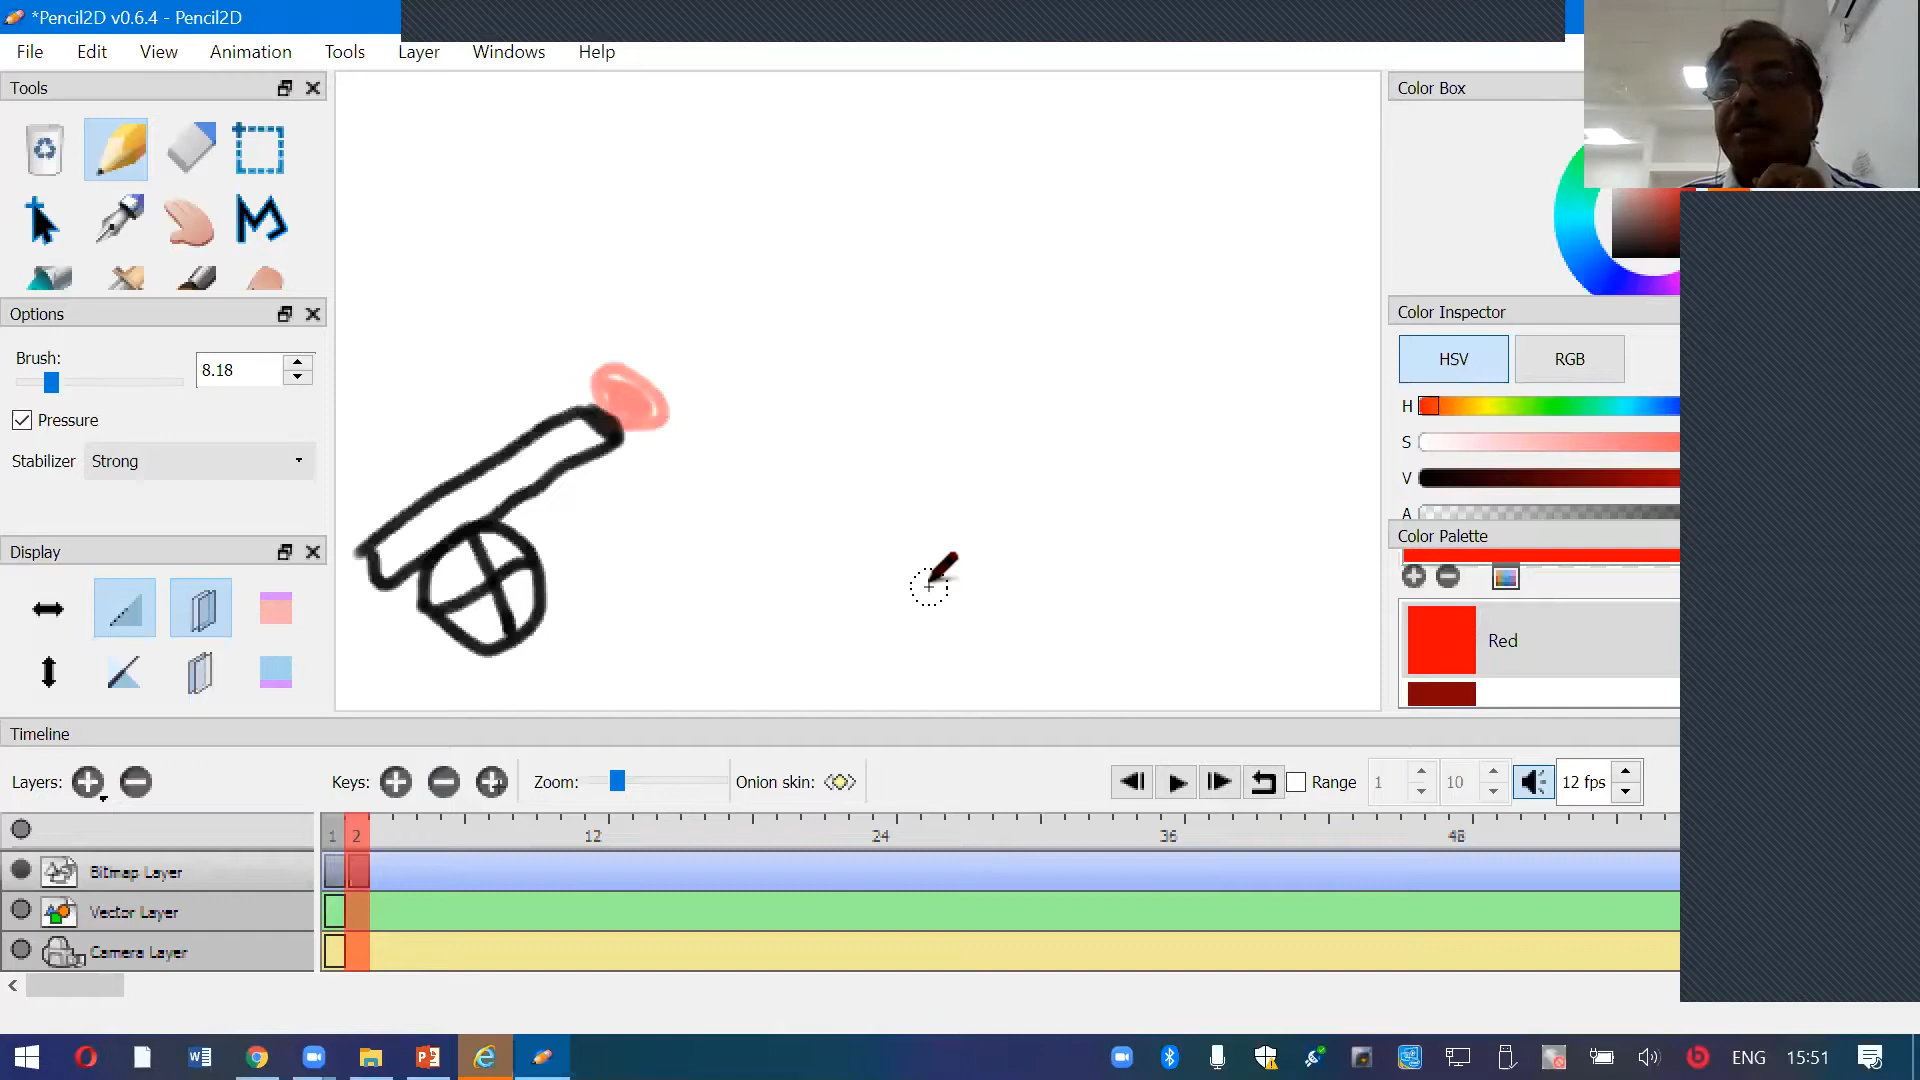 *Pencil2D v0.6.4 - Pencil2D
File Edit View Animation Tools Layer Windows Help
Tools
Color Box
Options
Color Inspector
Brush:
8.18
HSV RGB
H
Pressure
S
Stabilizer Strong
V
A
Color Palette
Display
Red
Timeline
Layers: Keys: Zoom: Onion skin: Range 1 10 12 fps
1 2 12 24 36 48
Bitmap Layer
Vector Layer
Camera Layer
ENG 15:51